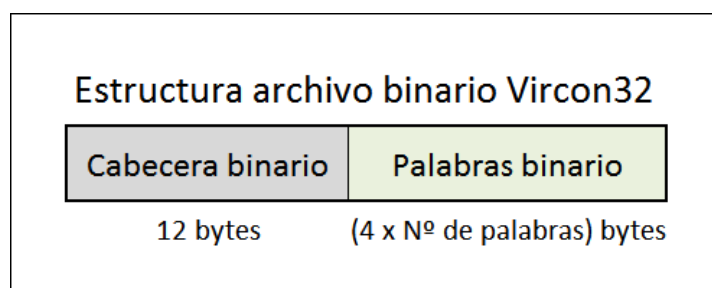 Estructura archivo binario Vircon32
Cabecera binario Palabras binario
12 bytes (4 x Nº de palabras) bytes